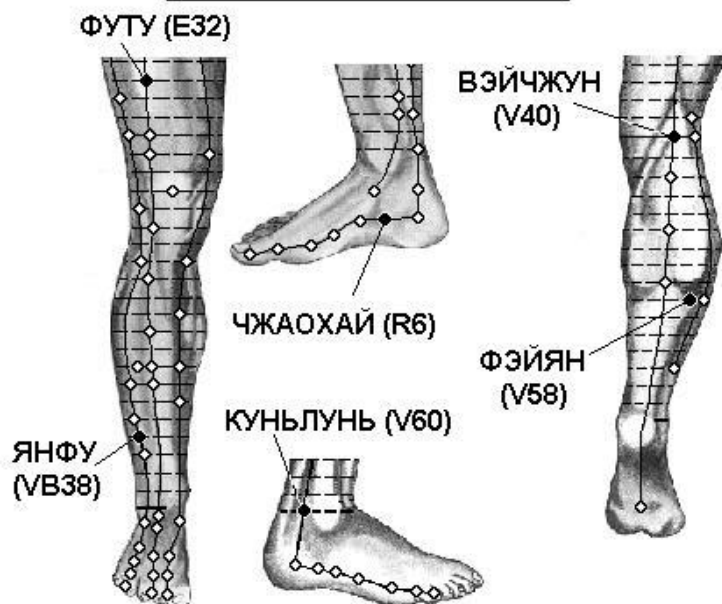 ФУТУ (E32)
ВЭЙЧЖУН
(V40)
ЧЖАОХАЙ (R6)
ФЭЙЯН
(V58)
КУНЬЛУНЬ (V60)
ЯНФУ
(VB38)